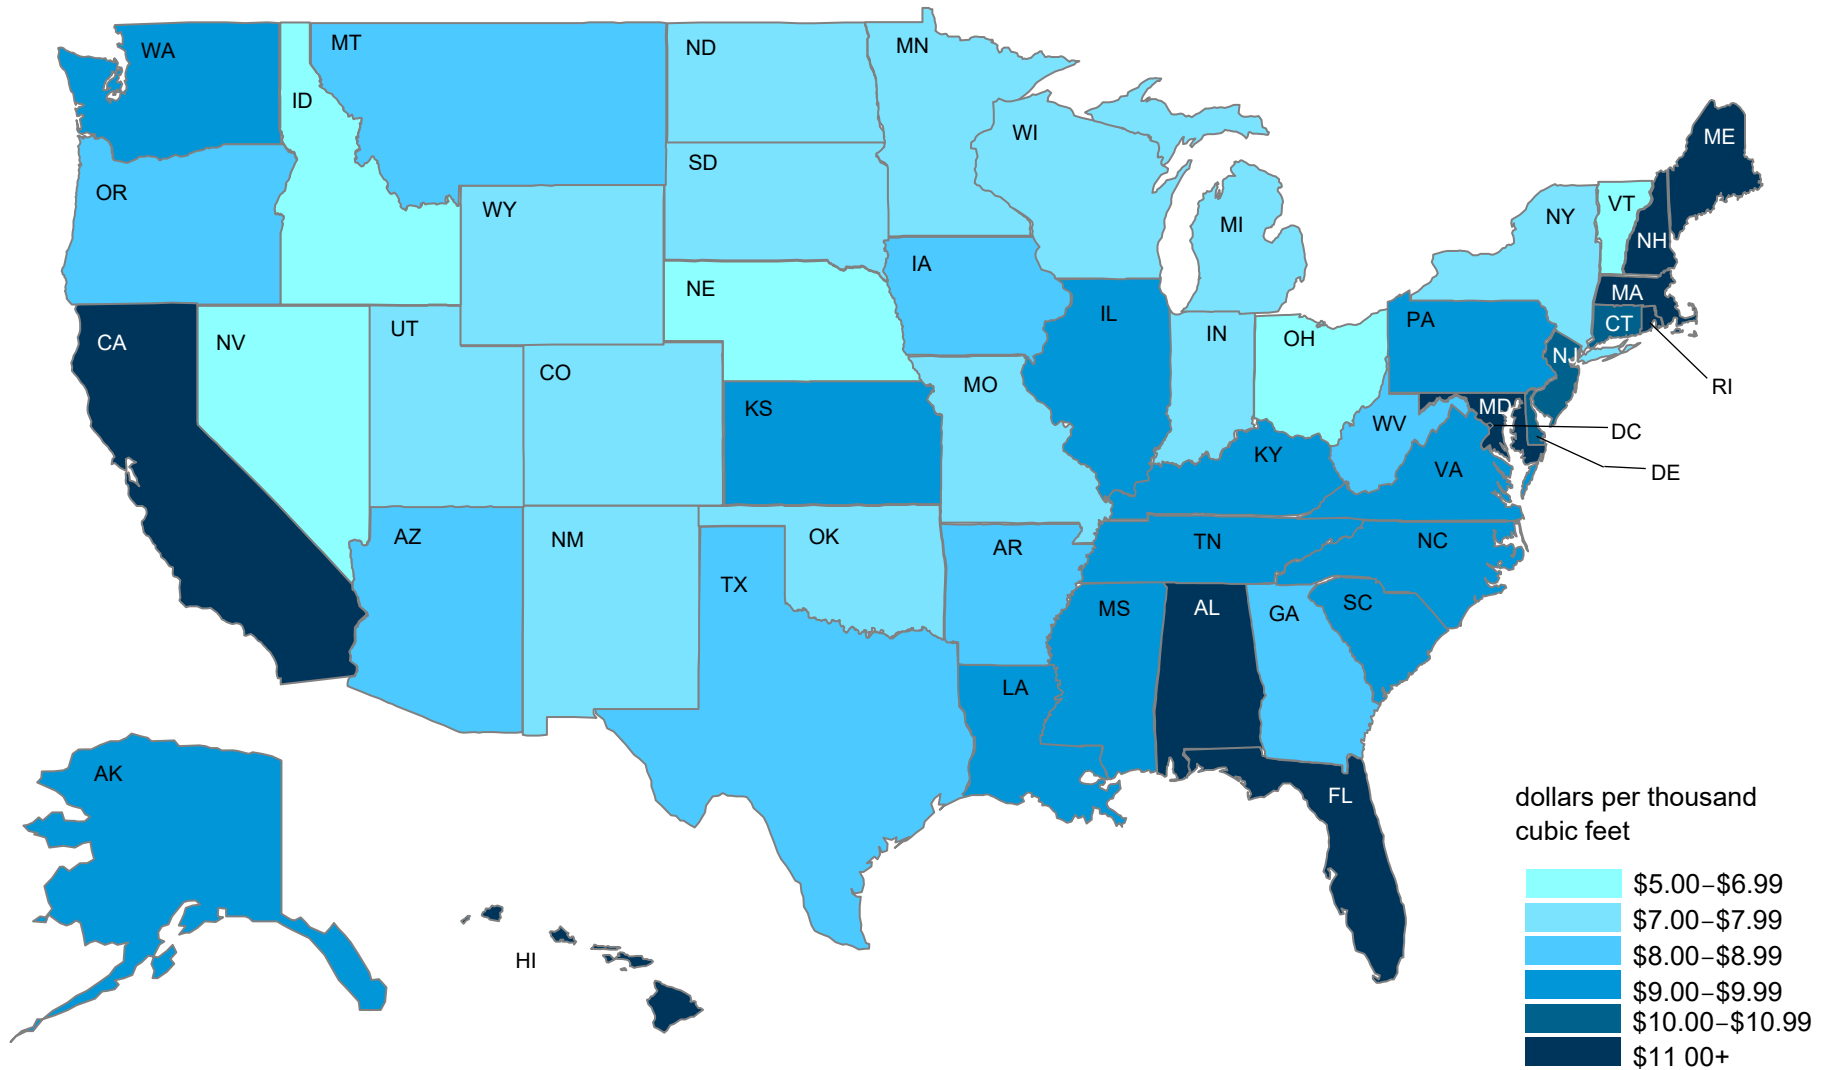 WA
MT
ND
MN
ID
WI
ME
SD
OR
VT
WY
NY
MI
NH
IA
NE
MA
IL
PA
CT
UT
IN
OH
CA
NV
NJ
CO
MO
RI
KS
MD
WV
DC
KY
VA
DE
AZ
NM
OK
AR
TN
NC
TX
MS
AL
GA
SC
LA
AK
FL
HI
dollars per thousand
cubic feet
$5.00–$6.99
$7.00–$7.99
$8.00–$8.99
$9.00–$9.99
$10.00–$10.99
$11 00+